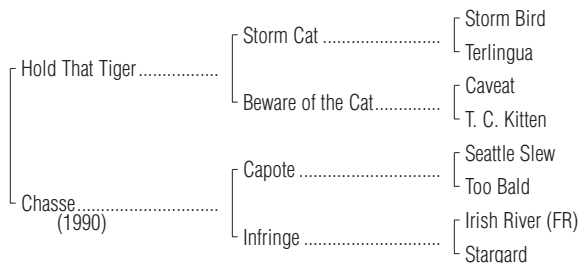 Storm Bird
Storm Cat ........................
Terlingua
Hold That Tiger ................
Caveat
Beware of the Cat .............
T. C. Kitten
Seattle Slew
Capote ............................
Too Bald
Chasse ............................
(1990)
Irish River (FR)
Infringe ...........................
Stargard